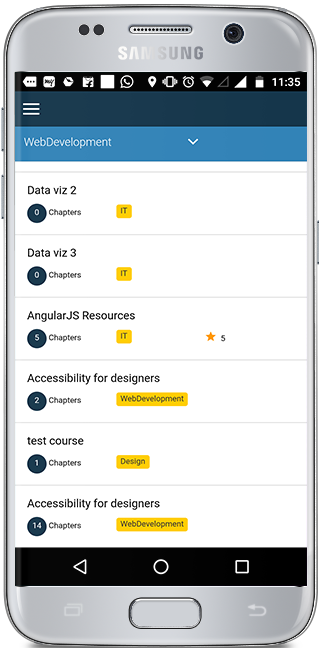 SAMSUNG
11:35
WebDevelopment
Data viz 2
0 Chapters IT
Data viz 3
0 Chapters IT
AngularJS Resources
5 Chapters IT 5
Accessibility for designers
2 Chapters WebDevelopment
test course
1 Chapters Design
Accessibility for designers
14 Chapters WebDevelopment